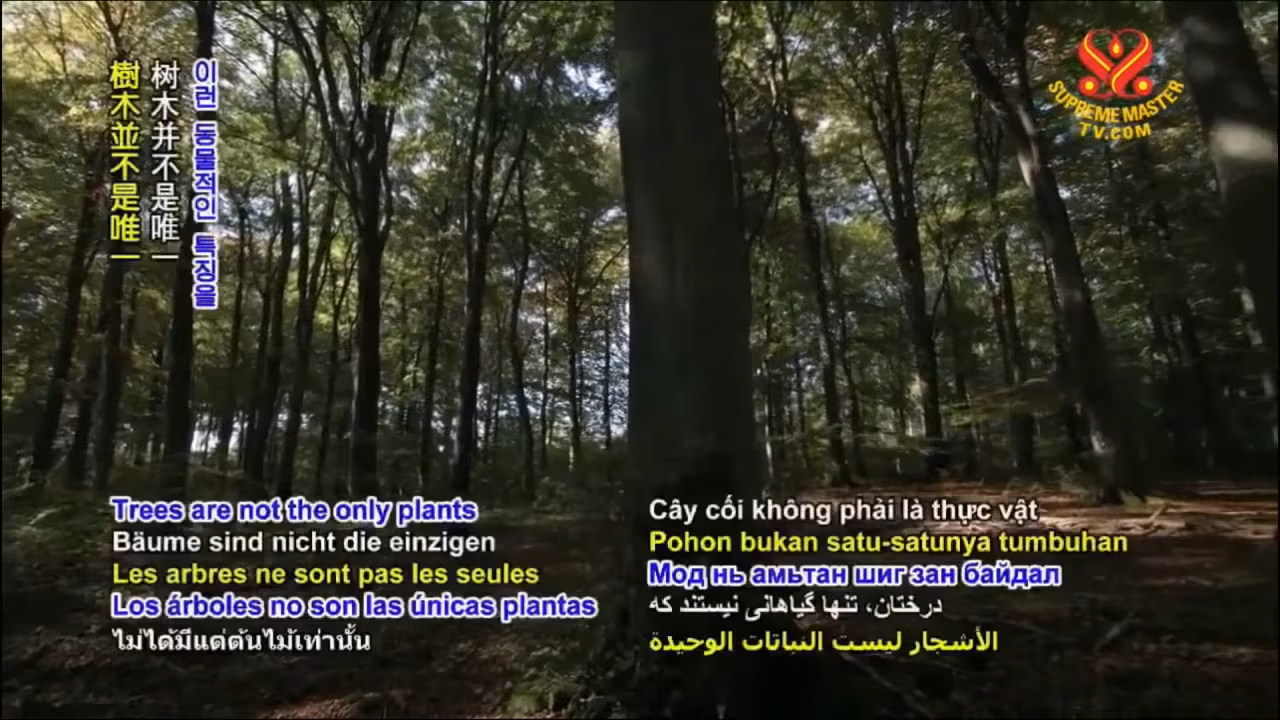 樹木並不是唯一
树木并不是唯一
이런 동물적인 특징을
SUPREME MASTER
TV.COM
Trees are not the only plants
Bäume sind nicht die einzigen
Les arbres ne sont pas les seules
Los árboles no son las únicas plantas
ไม่ได้มีแต่ต้นไม้เท่านั้น
Cây cối không phải là thực vật
Pohon bukan satu-satunya tumbuhan
Мод нь амьтан шиг зан байдал
درختان، تنها گیاهانی نیستند که
الأشجار ليست النباتات الوحيدة